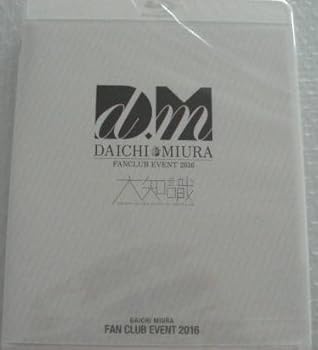 d.m
DAICHI MIURA
FANCLUB EVENT 2016
大知識
DAICHI MIURA
FAN CLUB EVENT 2016